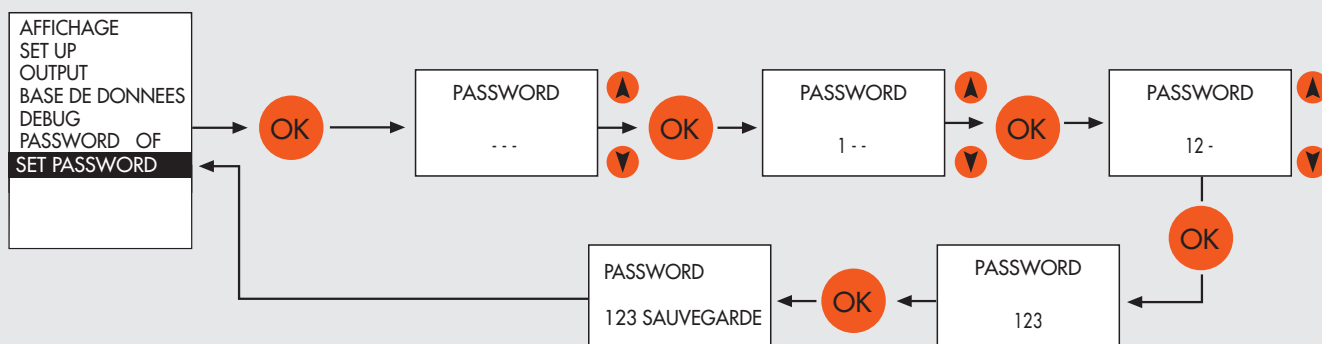 AFFICHAGE
SET UP
OUTPUT
BASE DE DONNEES
DEBUG
PASSWORD OF
SET PASSWORD
OK
PASSWORD
- - -
OK
PASSWORD
1 - -
OK
PASSWORD
12 -
OK
PASSWORD
123
OK
PASSWORD
123 SAUVEGARDE